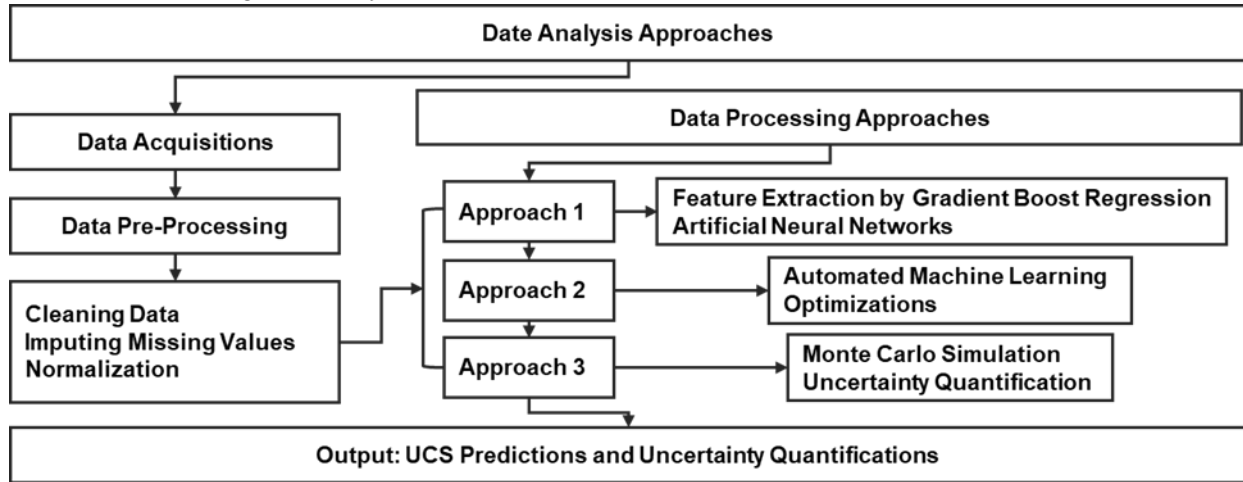 Date Analysis Approaches
Data Acquisitions
Data Pre-Processing
Cleaning Data
Imputing Missing Values
Normalization
Data Processing Approaches
Approach 1
Feature Extraction by Gradient Boost Regression
Artificial Neural Networks
Approach 2
Automated Machine Learning
Optimizations
Approach 3
Monte Carlo Simulation
Uncertainty Quantification
Output: UCS Predictions and Uncertainty Quantifications